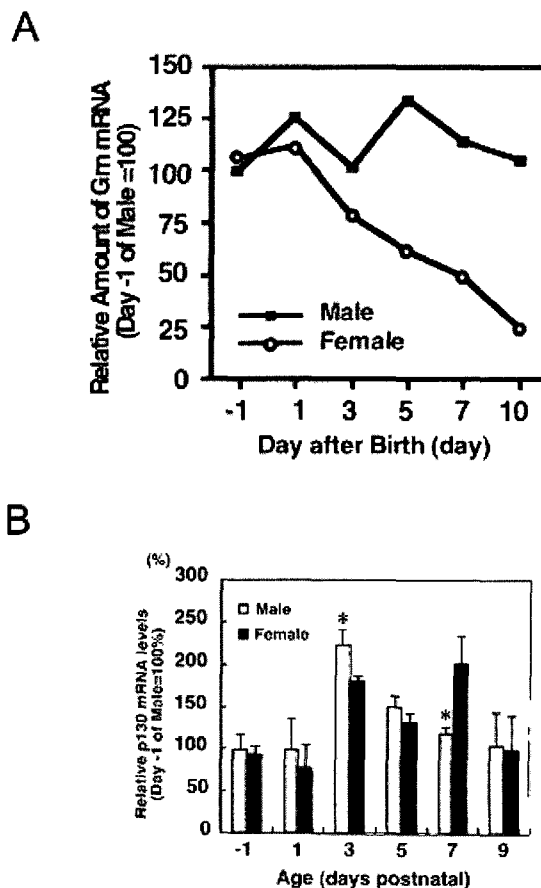 A
Relative Amount of Grn mRNA
(Day -1 of Male =100)
150
125
100
75
50
25
0
Male
Female
-1 1 3 5 7 10
Day after Birth (day)
B
(%)
Relative p130 mRNA levels
(Day -1 of Male=100%)
300
250
200
150
100
50
0
Male
Female
*
*
-1 1 3 5 7 9
Age (days postnatal)